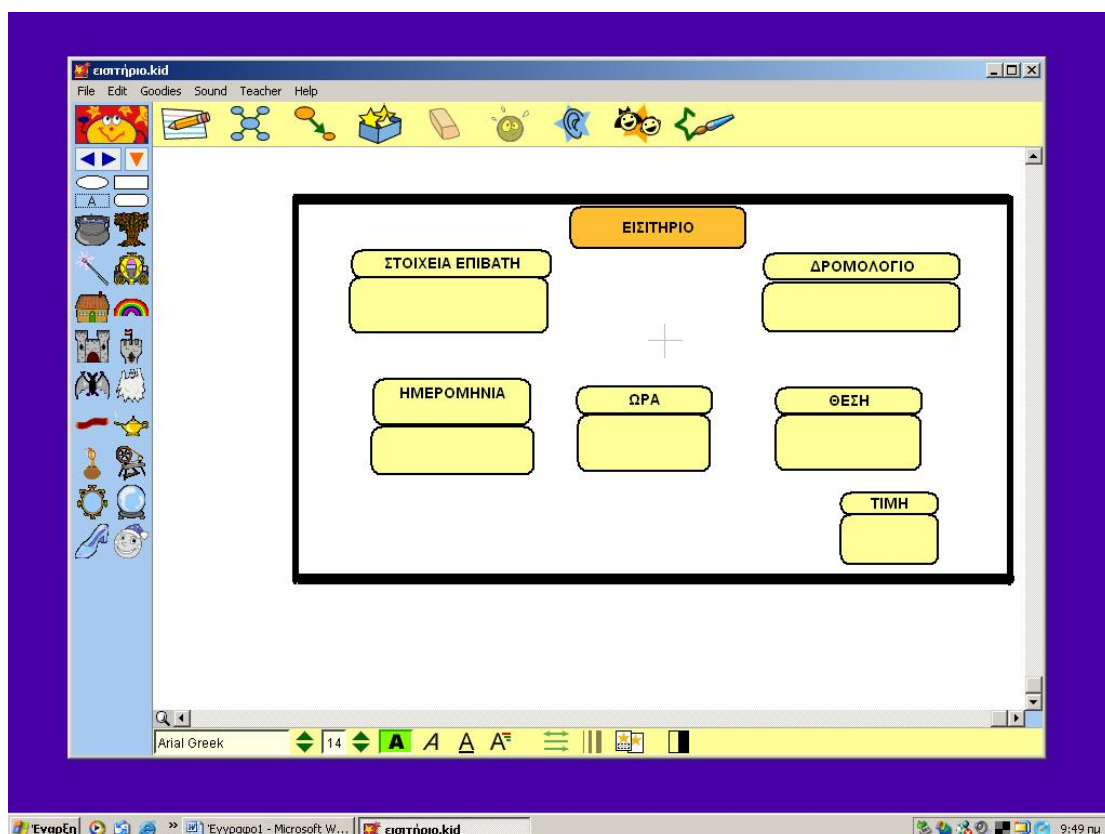 εισιτήριο.kid
File Edit Goodies Sound Teacher Help
A
ΕΙΣΙΤΗΡΙΟ
ΣΤΟΙΧΕΙΑ ΕΠΙΒΑΤΗ
ΔΡΟΜΟΛΟΓΙΟ
ΗΜΕΡΟΜΗΝΙΑ
ΩΡΑ
ΘΕΣΗ
ΤΙΜΗ
Arial Greek 14 A A A A
Έναρξη » Έγγραφο1 - Microsoft W... εισιτήριο.kid 9:49 πμ